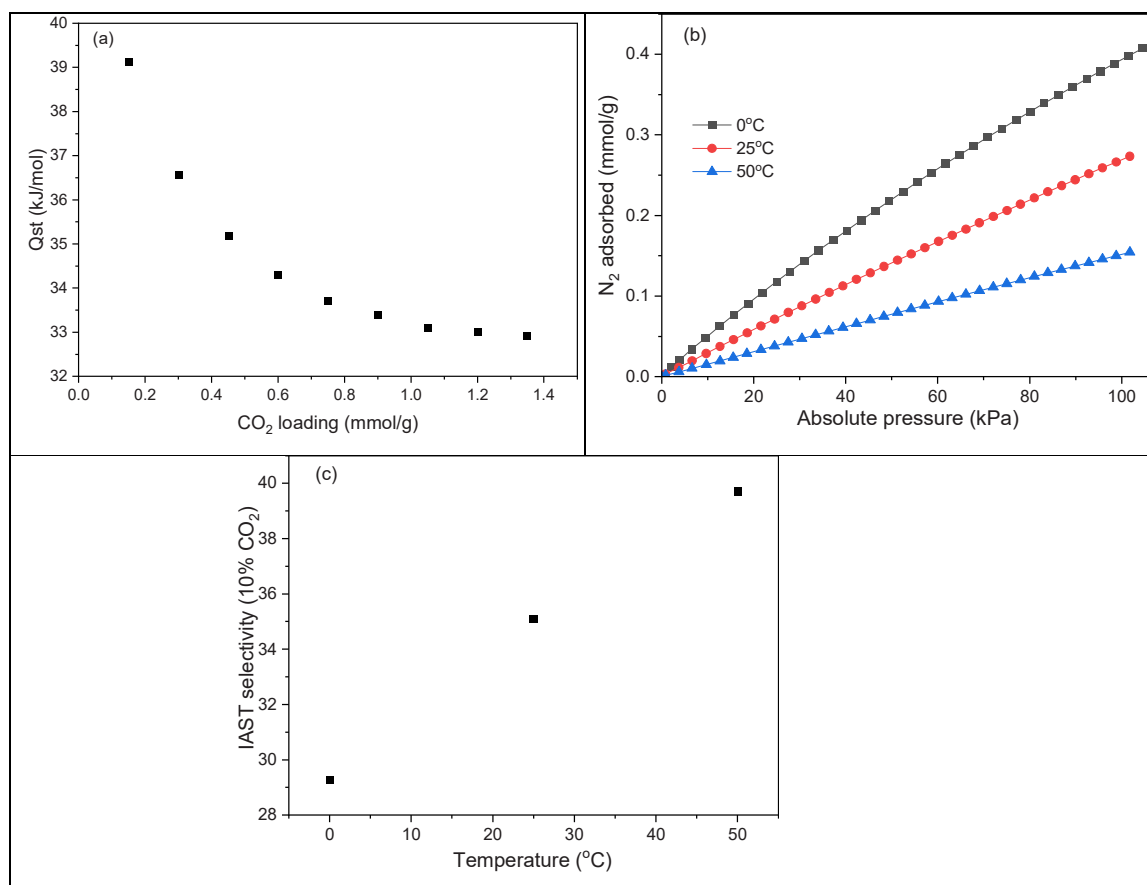 (a)
Qst (kJ/mol)
40
39
38
37
36
35
34
33
32
0.0 0.2 0.4 0.6 0.8 1.0 1.2 1.4
CO₂ loading (mmol/g)
(b)
N₂ adsorbed (mmol/g)
0.4
0.3
0.2
0.1
0.0
0°C
25°C
50°C
0 20 40 60 80 100
Absolute pressure (kPa)
(c)
IAST selectivity (10% CO₂)
40
38
36
34
32
30
28
0 10 20 30 40 50
Temperature (°C)